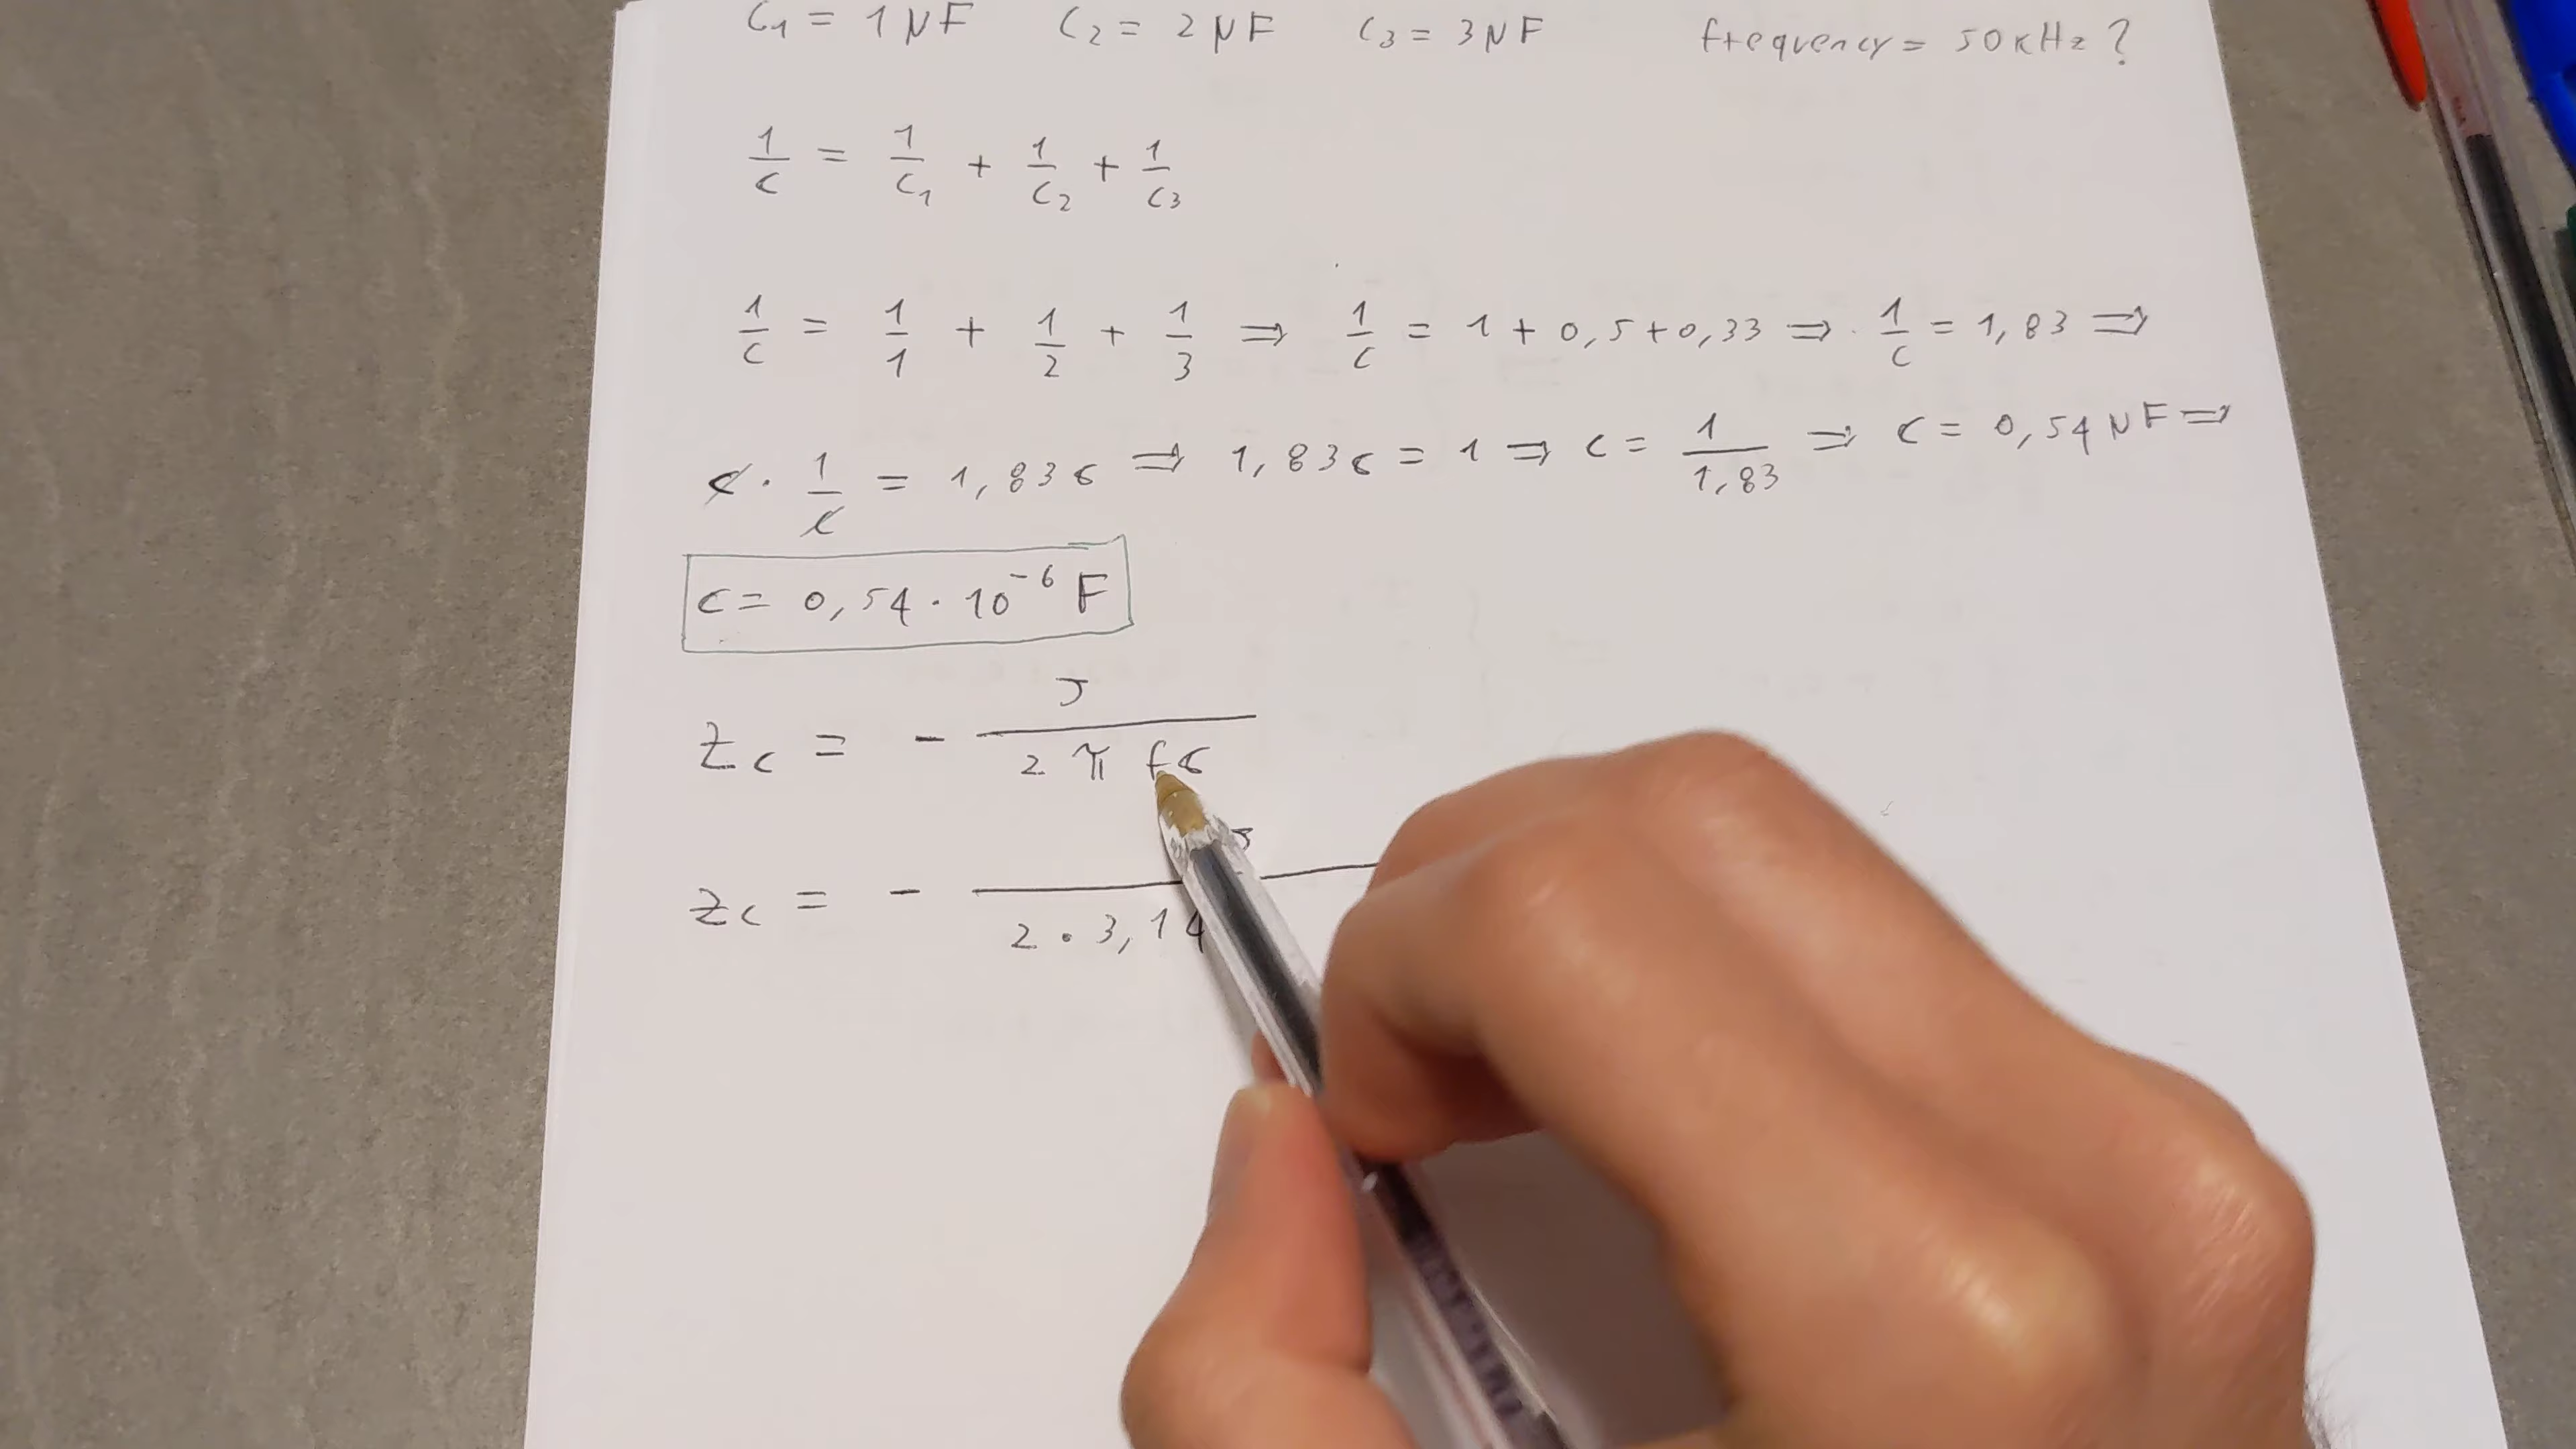 C₁ = 1 μF C₂ = 2 μF C₃ = 3 μF frequency = 50 kHz ?
1/C = 1/C₁ + 1/C₂ + 1/C₃
1/C = 1/1 + 1/2 + 1/3 ⇒ 1/C = 1 + 0,5 + 0,33 ⇒ 1/C = 1,83 ⇒
C · 1/C = 1,83C ⇒ 1,83C = 1 ⇒ C = 1/1,83 ⇒ C = 0,54 μF ⇒
C = 0,54 · 10⁻⁶ F
Zc = - J/2 π f C
Zc = - J/2 · 3,14